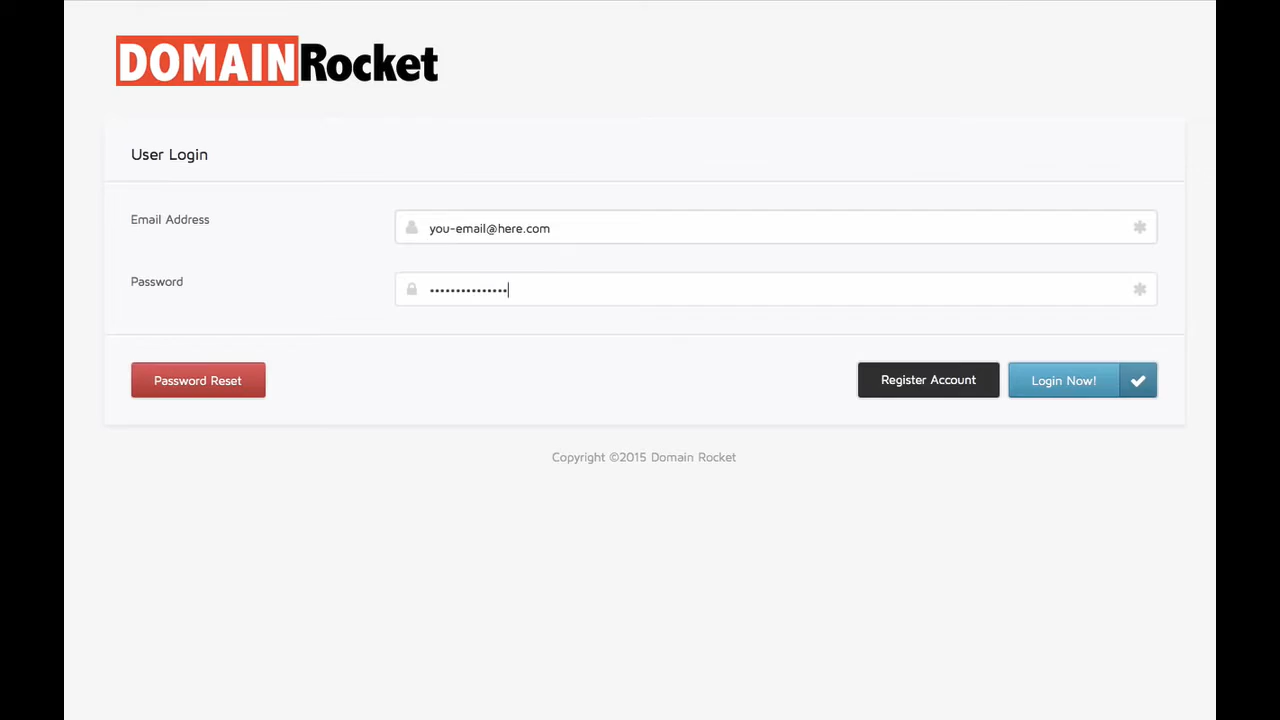 DOMAINRocket
User Login
Email Address
you-email@here.com
Password
•••••••••••••••
Password Reset
Register Account
Login Now!
Copyright ©2015 Domain Rocket